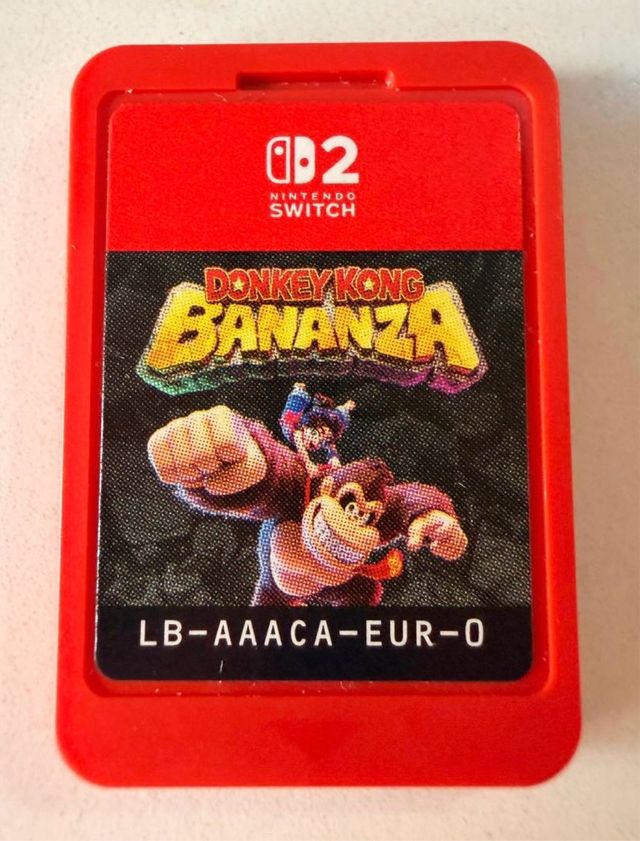 2
NINTENDO
SWITCH
DONKEY KONG
BANANZA
LB-AAACA-EUR-0